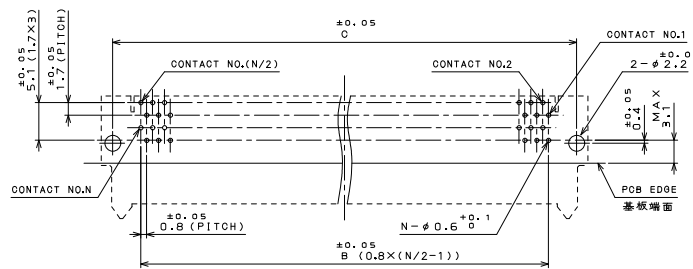 ±0.05
C
CONTACT NO.1
CONTACT NO.(N/2)
CONTACT NO.2
2-φ2.2 ±0.0
±0.05
5.1 (1.7×3)
±0.05
1.7 (PITCH)
±0.05
0.4
MAX
3.1
CONTACT NO.N
PCB EDGE
基板端面
±0.05
0.8 (PITCH)
N-φ0.6 +0.1 0
±0.05
B (0.8×(N/2-1))